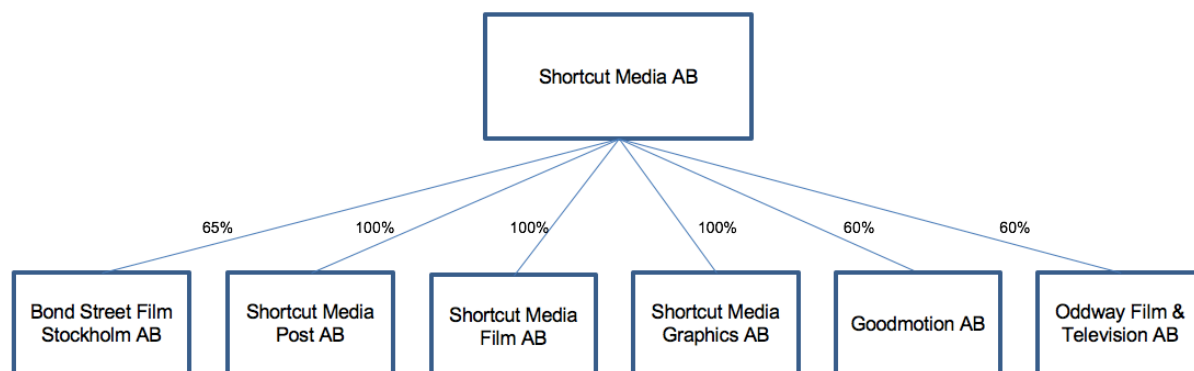 Shortcut Media AB
65%
100%
100%
100%
60%
60%
Bond Street Film
Stockholm AB
Shortcut Media
Post AB
Shortcut Media
Film AB
Shortcut Media
Graphics AB
Goodmotion AB
Oddway Film &
Television AB